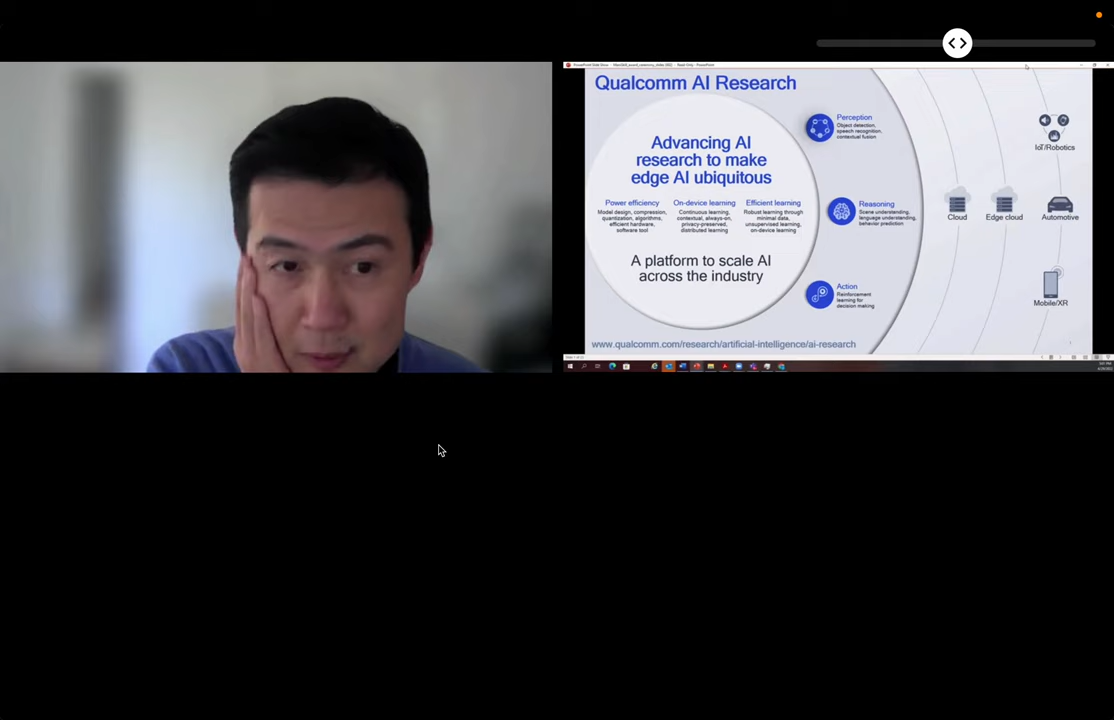 Qualcomm AI Research
Advancing AI
research to make
edge AI ubiquitous
Power efficiency
Model design, compression,
quantization, algorithms,
efficient hardware,
software tool
On-device learning
Continuous learning,
contextual, always-on,
privacy-preserved,
distributed learning
Efficient learning
Robust learning through
minimal data,
unsupervised learning,
on-device learning
A platform to scale AI
across the industry
Perception
Object detection,
speech recognition,
contextual fusion
Reasoning
Scene understanding,
language understanding,
behavior prediction
Action
Reinforcement
learning for
decision making
Cloud
Edge cloud
IoT/Robotics
Automotive
Mobile/XR
www.qualcomm.com/research/artificial-intelligence/ai-research